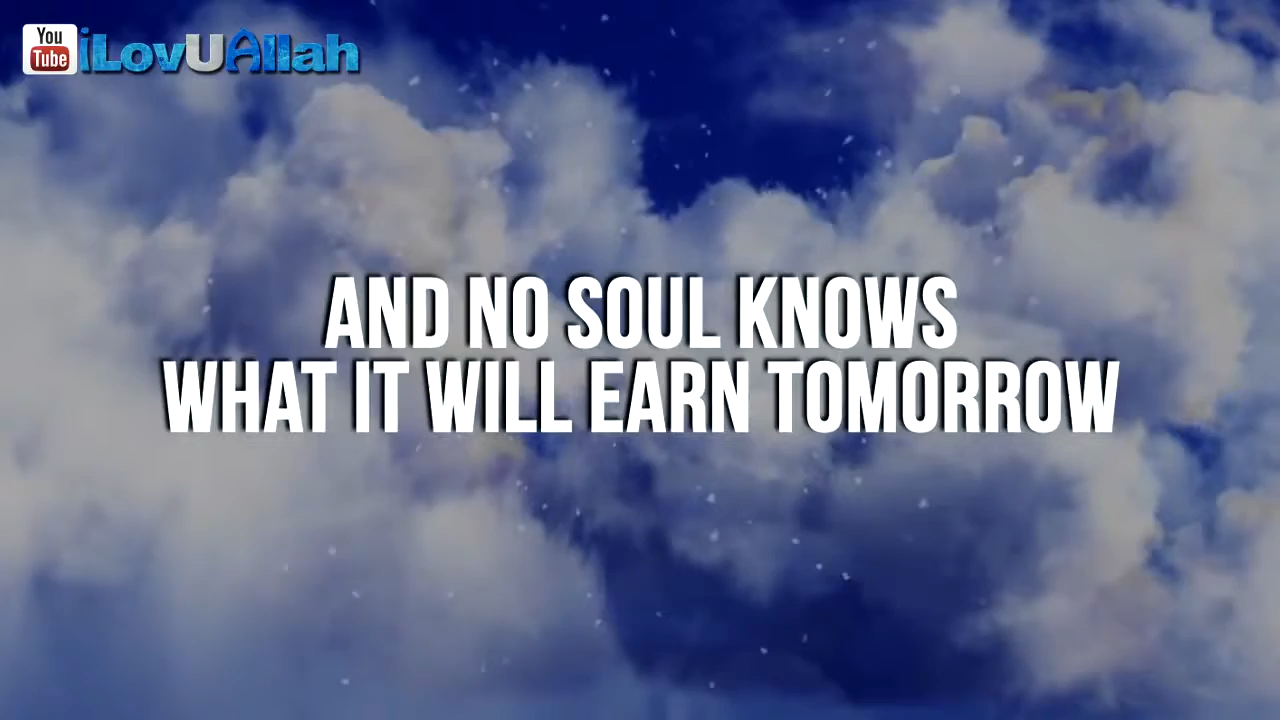 You
Tube
iLovUAllah
AND NO SOUL KNOWS
WHAT IT WILL EARN TOMORROW